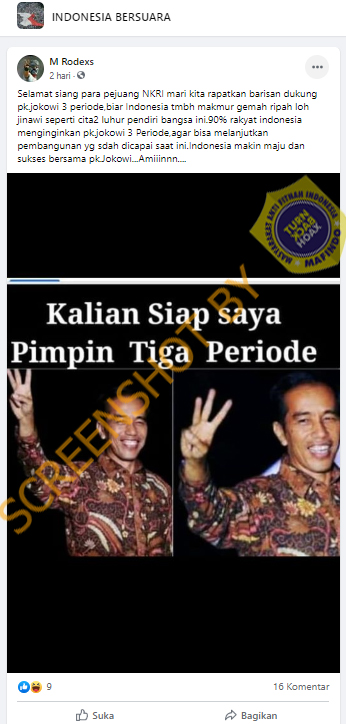 INDONESIA BERSUARA
M Rodexs
2 hari ·
Selamat siang para pejuang NKRI mari kita rapatkan barisan dukung
pk,jokowi 3 periode,biar Indonesia tmbh makmur gemah ripah loh
jinawi seperti cita2 luhur pendiri bangsa ini.90% rakyat indonesia
menginginkan pk,jokowi 3 Periode,agar bisa melanjutkan
pembangunan yg sdah dicapai saat ini.Indonesia makin maju dan
sukses bersama pk.Jokowi...Amiiinnn....
MASYARAKAT ANTI FITNAH INDONESIA
TURN
BACK
HOAX
MAFINDO
Kalian Siap saya
Pimpin Tiga Periode
SCREENSHOT BY
9
16 Komentar
Suka
Bagikan